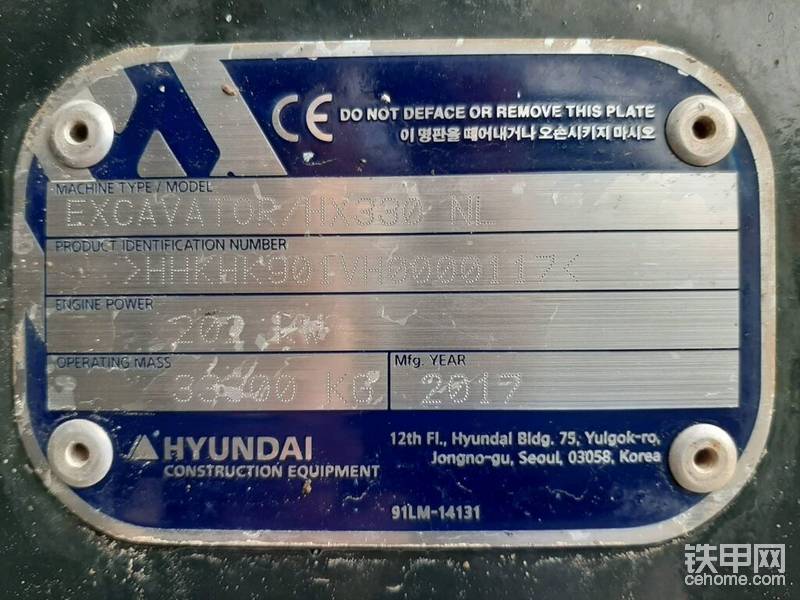 CE DO NOT DEFACE OR REMOVE THIS PLATE
이 명판을 떼어내거나 오손시키지 마시오
MACHINE TYPE / MODEL
EXCAVATOR/HX330 NL
PRODUCT IDENTIFICATION NUMBER
ENGINE POWER
KW
OPERATING MASS
KG
Mfg. YEAR
2017
HYUNDAI
CONSTRUCTION EQUIPMENT
12th Fl., Hyundai Bldg. 75, Yulgok-ro,
Jongno-gu, Seoul, 03058, Korea
91LM-14131
铁甲网
cehome.com